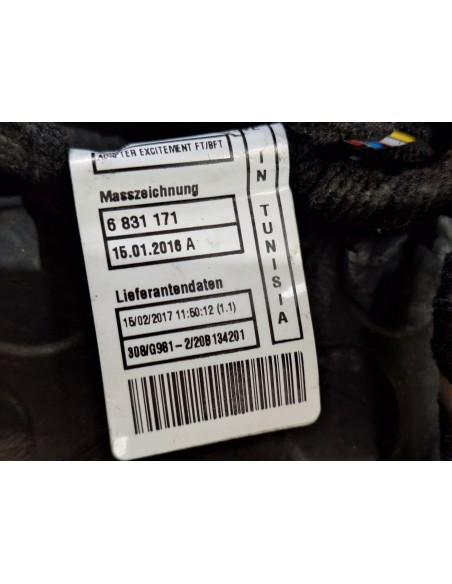 ADAPTER EXCITEMENT FT/BFT
Masszeichnung
6 831 171
15.01.2016 A
Lieferantendaten
15/02/2017 11:50:12 (1.1)
308/G981-2/20B134201
IN TUNISIA